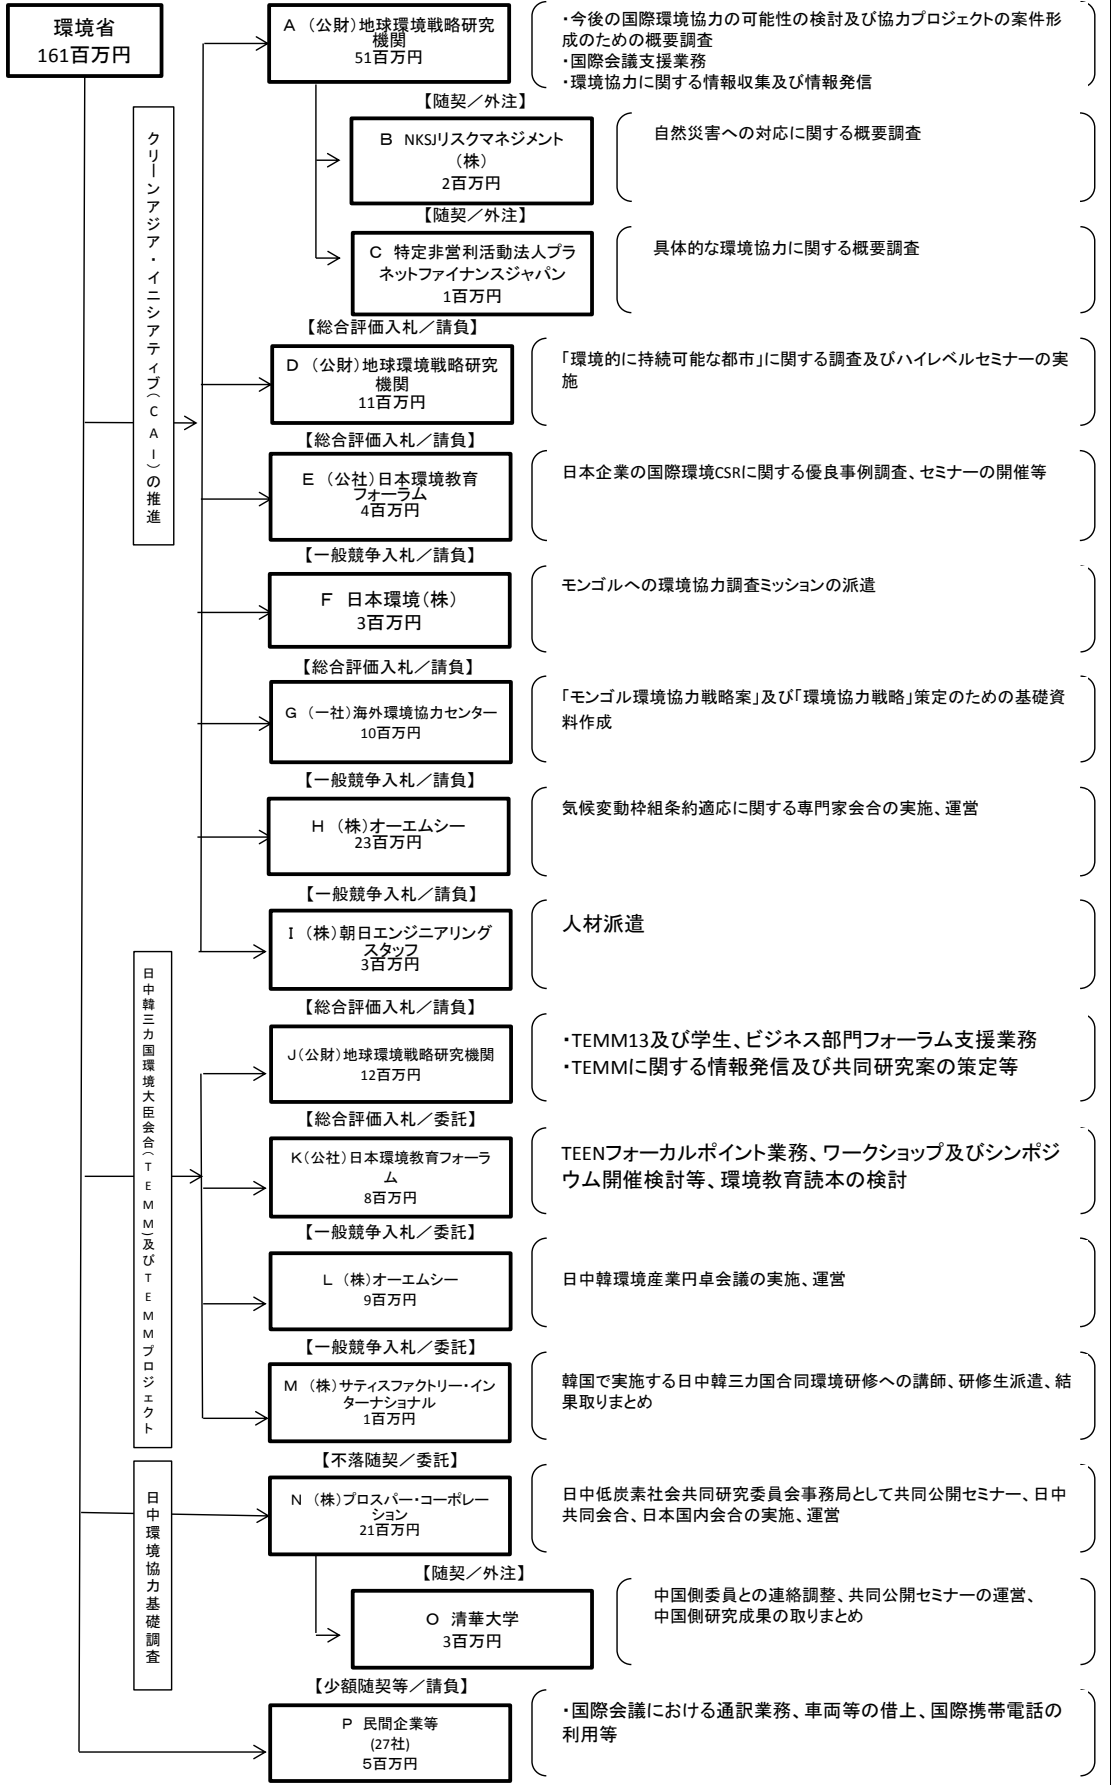 環境省
161百万円
A （公財）地球環境戦略研究
機関
51百万円
・今後の国際環境協力の可能性の検討及び協力プロジェクトの案件形
成のための概要調査
・国際会議支援業務
・環境協力に関する情報収集及び情報発信
クリーンアジア・イニシアティブ（CAI）の推進
【随契／外注】
B NKSJリスクマネジメント
（株）
2百万円
自然災害への対応に関する概要調査
【随契／外注】
C 特定非営利活動法人プラ
ネットファイナンスジャパン
1百万円
具体的な環境協力に関する概要調査
【総合評価入札／請負】
D （公財）地球環境戦略研究
機関
11百万円
「環境的に持続可能な都市」に関する調査及びハイレベルセミナーの実
施
【総合評価入札／請負】
E （公社）日本環境教育
フォーラム
4百万円
日本企業の国際環境CSRに関する優良事例調査、セミナーの開催等
【一般競争入札／請負】
F 日本環境（株）
3百万円
モンゴルへの環境協力調査ミッションの派遣
【総合評価入札／請負】
G （一社）海外環境協力センター
10百万円
「モンゴル環境協力戦略案」及び「環境協力戦略」策定のための基礎資
料作成
【一般競争入札／請負】
H （株）オーエムシー
23百万円
気候変動枠組条約適応に関する専門家会合の実施、運営
【一般競争入札／請負】
I （株）朝日エンジニアリング
スタッフ
3百万円
人材派遣
日中韓三カ国環境大臣会合（TEMM）及びTEMMプロジェクト
【総合評価入札／請負】
J（公財）地球環境戦略研究機関
12百万円
・TEMM13及び学生、ビジネス部門フォーラム支援業務
・TEMMに関する情報発信及び共同研究案の策定等
【総合評価入札／委託】
K（公社）日本環境教育フォーラ
ム
8百万円
TEENフォーカルポイント業務、ワークショップ及びシンポジ
ウム開催検討等、環境教育読本の検討
【一般競争入札／委託】
L （株）オーエムシー
9百万円
日中韓環境産業円卓会議の実施、運営
【一般競争入札／委託】
M （株）サティスファクトリー・イン
ターナショナル
1百万円
韓国で実施する日中韓三カ国合同環境研修への講師、研修生派遣、結
果取りまとめ
日中環境協力基礎調査
【不落随契／委託】
N （株）プロスパー・コーポレー
ション
21百万円
日中低炭素社会共同研究委員会事務局として共同公開セミナー、日中
共同会合、日本国内会合の実施、運営
【随契／外注】
O 清華大学
3百万円
中国側委員との連絡調整、共同公開セミナーの運営、
中国側研究成果の取りまとめ
【少額随契等／請負】
P 民間企業等
(27社)
5百万円
・国際会議における通訳業務、車両等の借上、国際携帯電話の
利用等